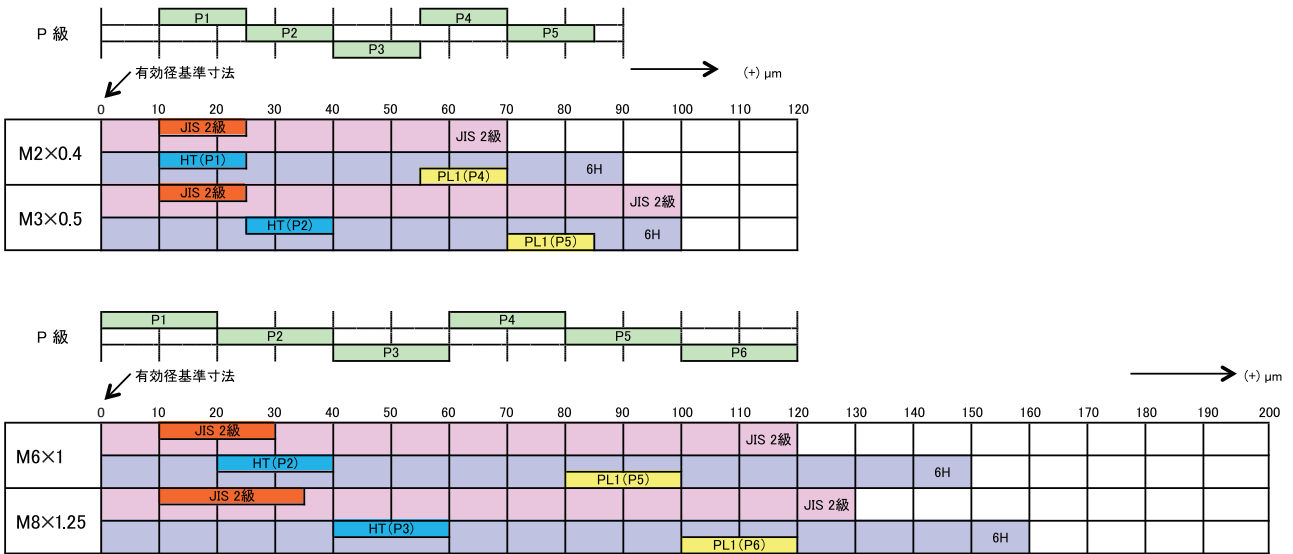 P1 P4
P 級 P2 P5
P3
有効径基準寸法 (+) μm
0 10 20 30 40 50 60 70 80 90 100 110 120
M2×0.4 JIS 2級 JIS 2級
HT(P1) 6H
PL1(P4)
M3×0.5 JIS 2級 JIS 2級
HT(P2) 6H
PL1(P5)
P1 P4
P 級 P2 P5
P3 P6
有効径基準寸法 (+) μm
0 10 20 30 40 50 60 70 80 90 100 110 120 130 140 150 160 170 180 190 200
M6×1 JIS 2級 JIS 2級
HT(P2) 6H
PL1(P5)
M8×1.25 JIS 2級 JIS 2級
HT(P3) 6H
PL1(P6)